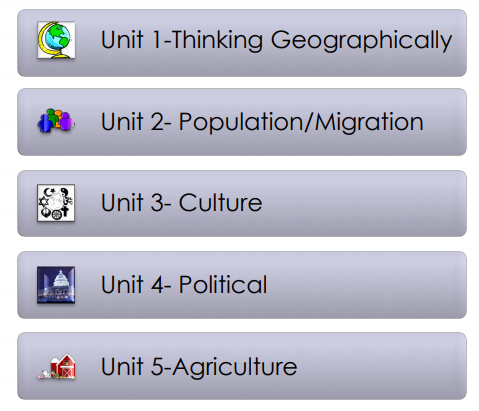 Unit 1-Thinking Geographically
Unit 2- Population/Migration
Unit 3- Culture
Unit 4- Political
Unit 5-Agriculture